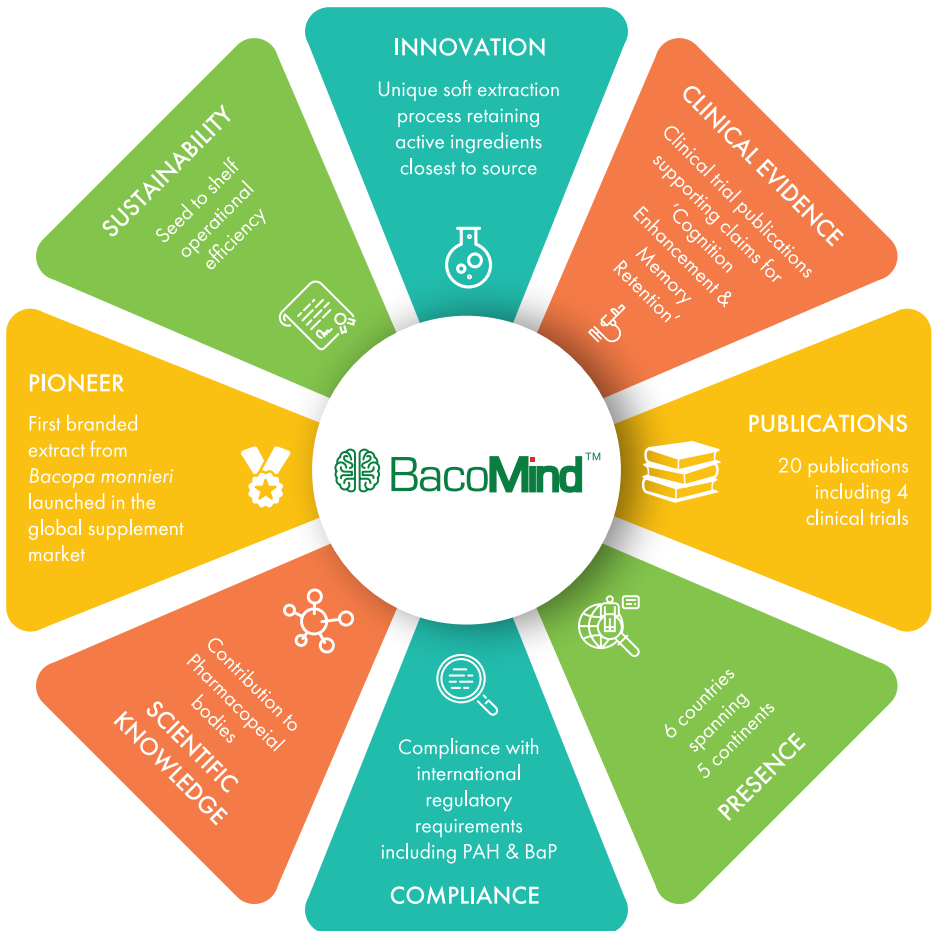 INNOVATION
Unique soft extraction
process retaining
active ingredients
closest to source
CLINICAL EVIDENCE
Clinical trial publications
supporting claims for
‘Cognition
Enhancement &
Memory
Retention’
PUBLICATIONS
20 publications
including 4
clinical trials
6 countries
spanning
5 continents
PRESENCE
Compliance with
international
regulatory
requirements
including PAH & BaP
COMPLIANCE
Contribution to
Pharmacopeial
bodies
SCIENTIFIC
KNOWLEDGE
PIONEER
First branded
extract from
Bacopa monnieri
launched in the
global supplement
market
SUSTAINABILITY
Seed to shelf
operational
efficiency
BacoMind™